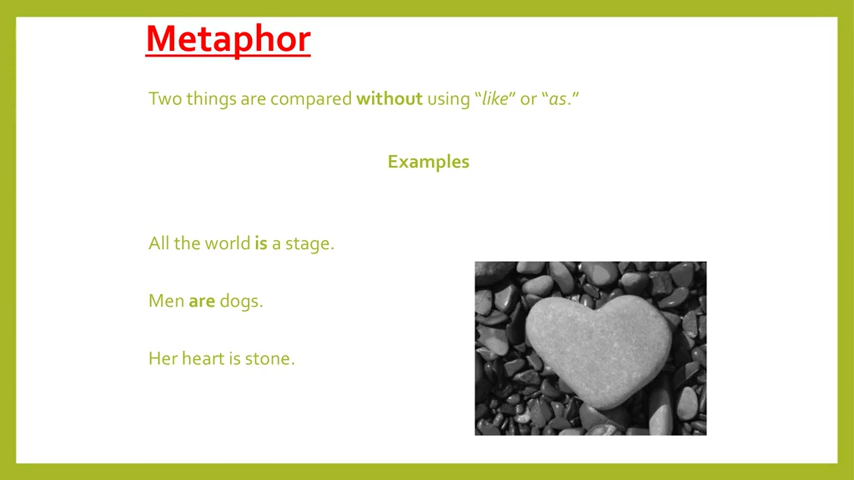 Metaphor
Two things are compared without using “like” or “as.”
Examples
All the world is a stage.
Men are dogs.
Her heart is stone.